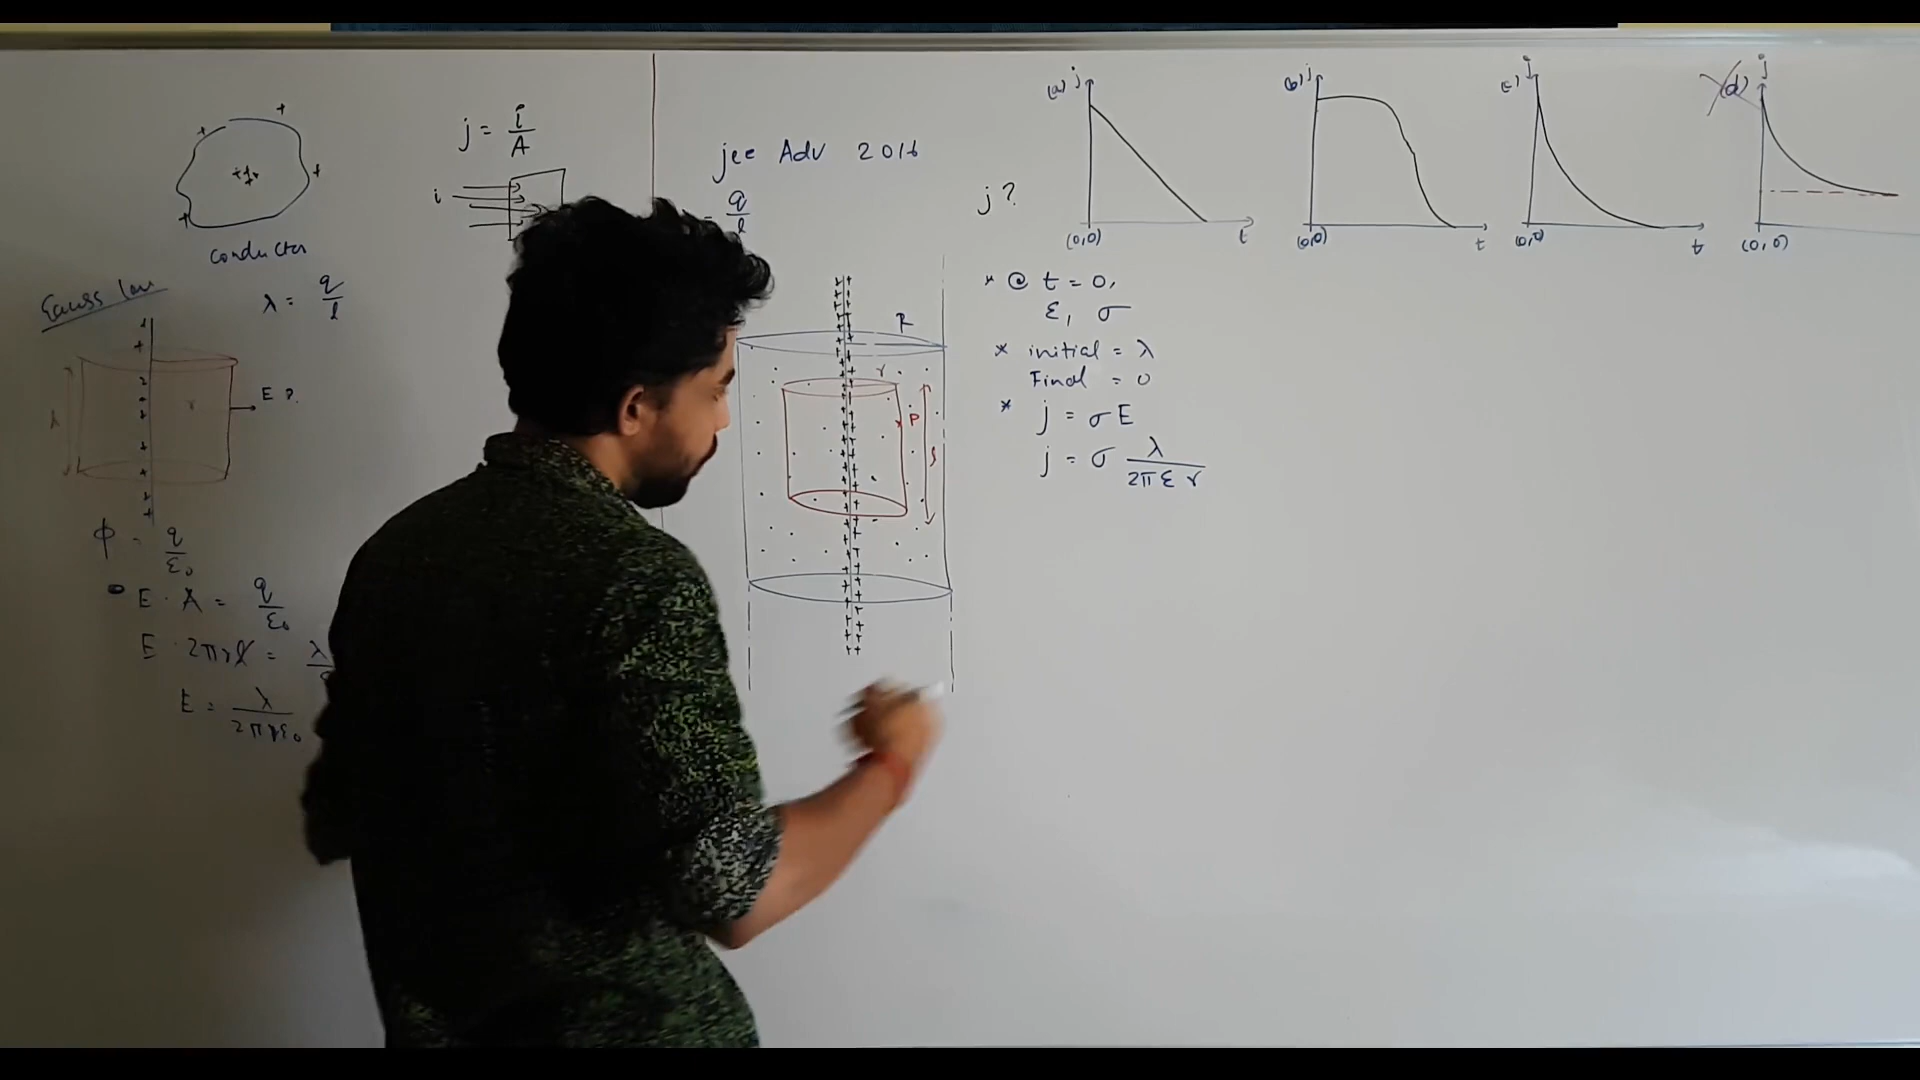 conductor
j = i/A
i
Gauss law
λ = q/l
E
r
ϕ = q/ε₀
E · A = q/ε₀
E · 2πrl = λ
E = λ/2πrε₀
jee Adv 2016
= q/l
R
r
P
j?
(a) j
(0,0)
t
(b) j
(0,0)
t
(c) j
(0,0)
t
(d) j
(0,0)
* @ t = 0,
ε, σ
* initial = λ
Final = 0
* j = σE
j = σ λ/2πεr